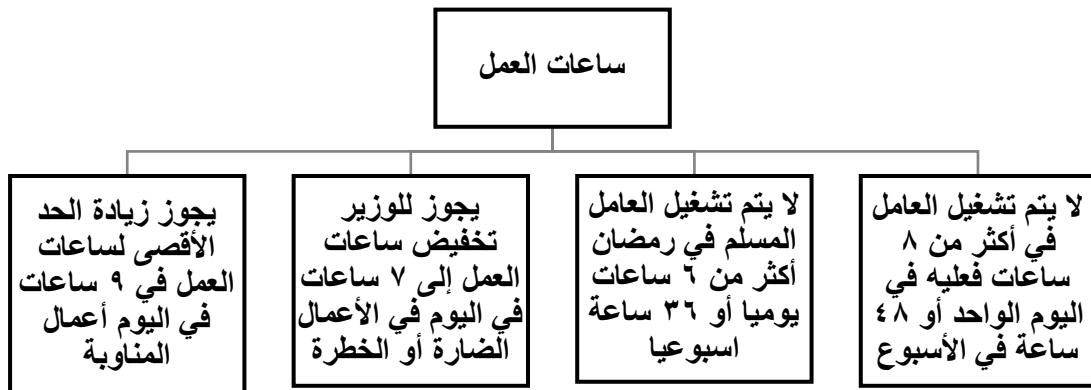 ساعات العمل
لا يتم تشغيل العامل
في أكثر من ٨
ساعات فعليه في
اليوم الواحد أو ٤٨
ساعة في الأسبوع
لا يتم تشغيل العامل
المسلم في رمضان
أكثر من ٦ ساعات
يوميا أو ٣٦ ساعة
اسبوعيا
يجوز للوزير
تخفيض ساعات
العمل إلى ٧ ساعات
في اليوم في الأعمال
الضارة أو الخطرة
يجوز زيادة الحد
الأقصى لساعات
العمل في ٩ ساعات
في اليوم أعمال
المناوبة